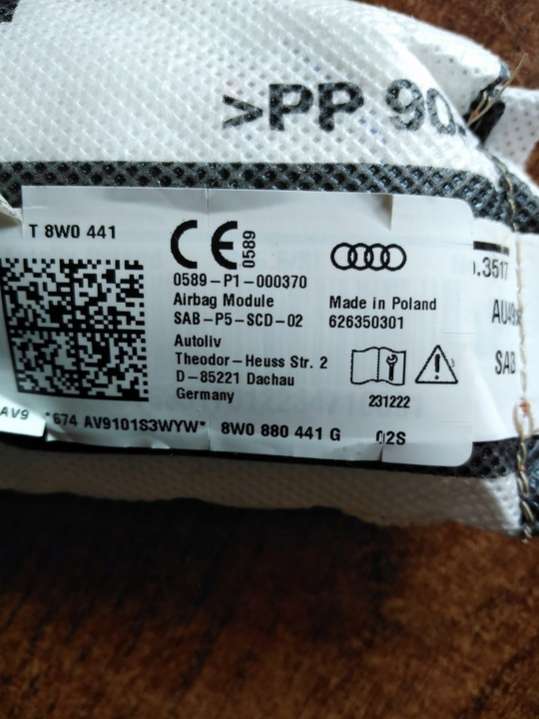 >PP 90
T 8W0 441
CE
0589
0589-P1-000370
Airbag Module
SAB-P5-SCD-02
Autoliv
Theodor-Heuss Str. 2
D-85221 Dachau
Germany
Made in Poland
626350301
231222
.3517
SAB
AV9 *674 AV9101S3WYW* 8W0 880 441 G 02S